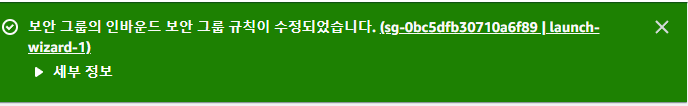 보안 그룹의 인바운드 보안 그룹 규칙이 수정되었습니다. (sg-0bc5dfb30710a6f89 | launch-
wizard-1)
세부 정보